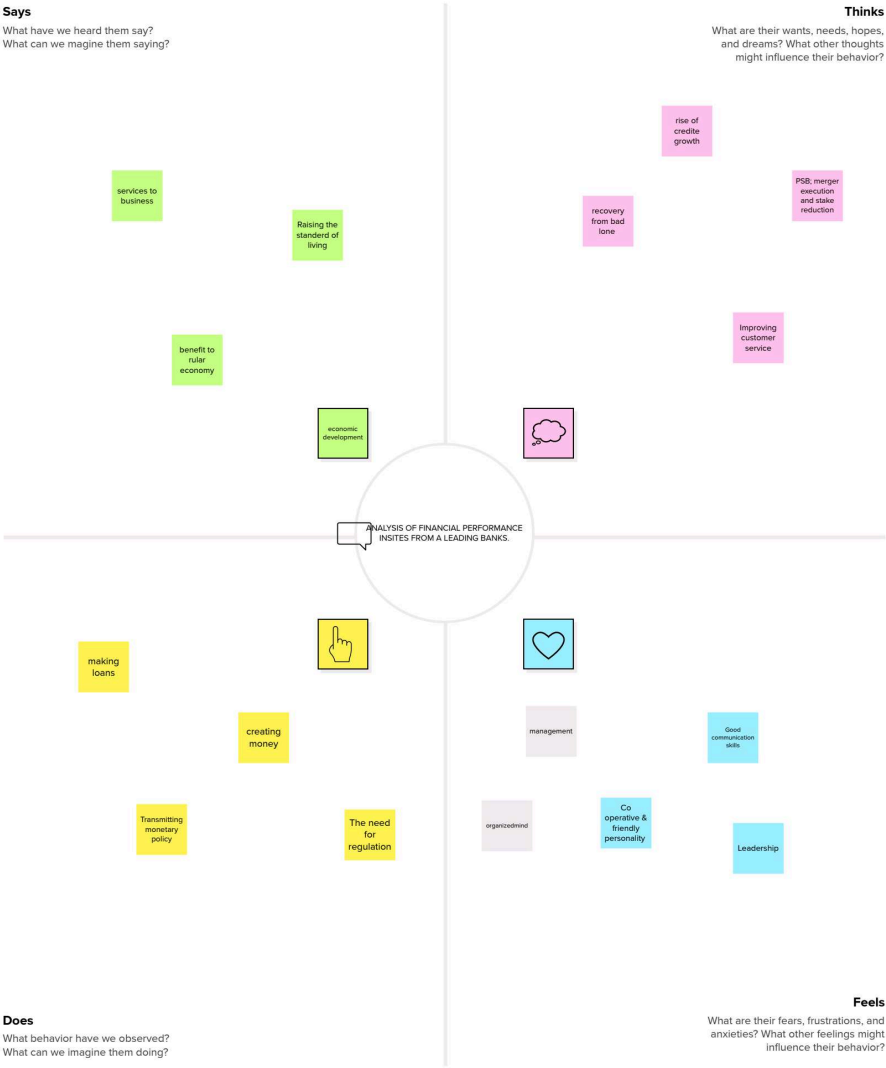 Says
What have we heard them say?
What can we magine them saying?
Thinks
What are their wants, needs, hopes,
and dreams? What other thoughts
might influence their behavior?
services to
business
Raising the
standerd of
living
benefit to
rular
economy
economic
development
rise of
credite
growth
PSB; merger
execution
and stake
reduction
recovery
from bad
lone
Improving
customer
service
ANALYSIS OF FINANCIAL PERFORMANCE
INSITES FROM A LEADING BANKS.
making
loans
creating
money
Transmitting
monetary
policy
The need
for
regulation
management
Good
communication
skills
organizedmind
Co
operative &
friendly
personality
Leadership
Does
What behavior have we observed?
What can we imagine them doing?
Feels
What are their fears, frustrations, and
anxieties? What other feelings might
influence their behavior?